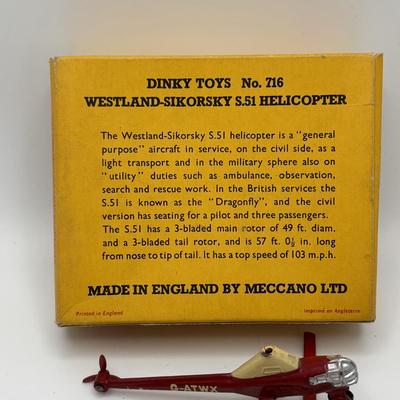 DINKY TOYS No. 716
WESTLAND-SIKORSKY S.51 HELICOPTER
The Westland-Sikorsky S.51 helicopter is a "general
purpose" aircraft in service, on the civil side, as a
light transport and in the military sphere also on
"utility" duties such as ambulance, observation,
search and rescue work. In the British services the
S.51 is known as the "Dragonfly", and the civil
version has seating for a pilot and three passengers.
The S.51 has a 3-bladed main rotor of 49 ft. diam.
and a 3-bladed tail rotor, and is 57 ft. 0½ in. long
from nose to tip of tail. It has a top speed of 103 m.p.h.
MADE IN ENGLAND BY MECCANO LTD
Printed in England
imprimé en Angleterre
G-ATWX